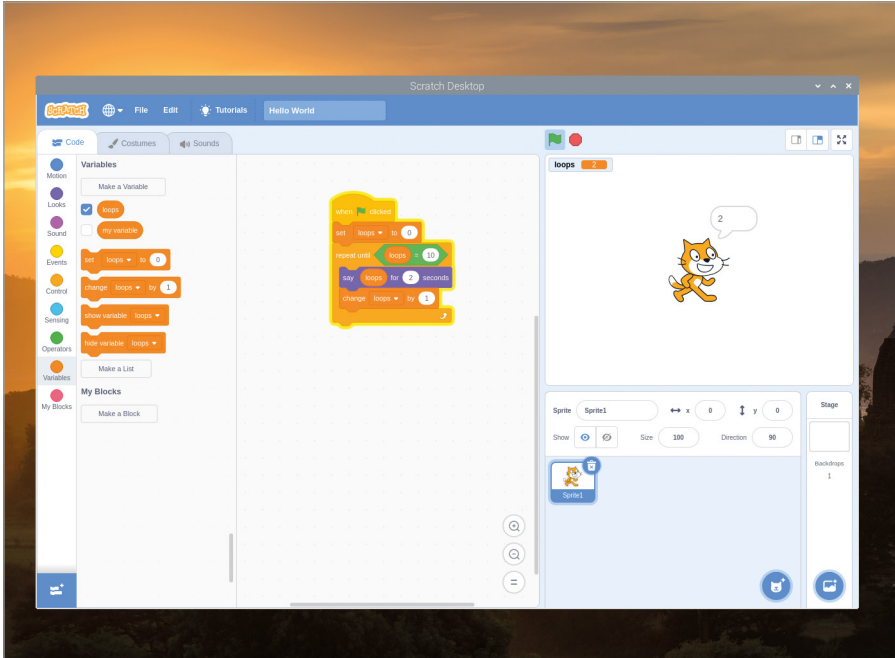 Scratch Desktop
SCRATCH
File Edit Tutorials Hello World
Code Costumes Sounds
Motion
Looks
Sound
Events
Control
Sensing
Operators
Variables
My Blocks
Variables
Make a Variable
loops
my variable
set loops to 0
change loops by 1
show variable loops
hide variable loops
Make a List
My Blocks
Make a Block
when clicked
set loops to 0
repeat until loops = 10
say loops for 2 seconds
change loops by 1
loops 2
2
Sprite Sprite1 x 0 y 0
Show Size 100 Direction 90
Sprite1
Stage
Backdrops
1